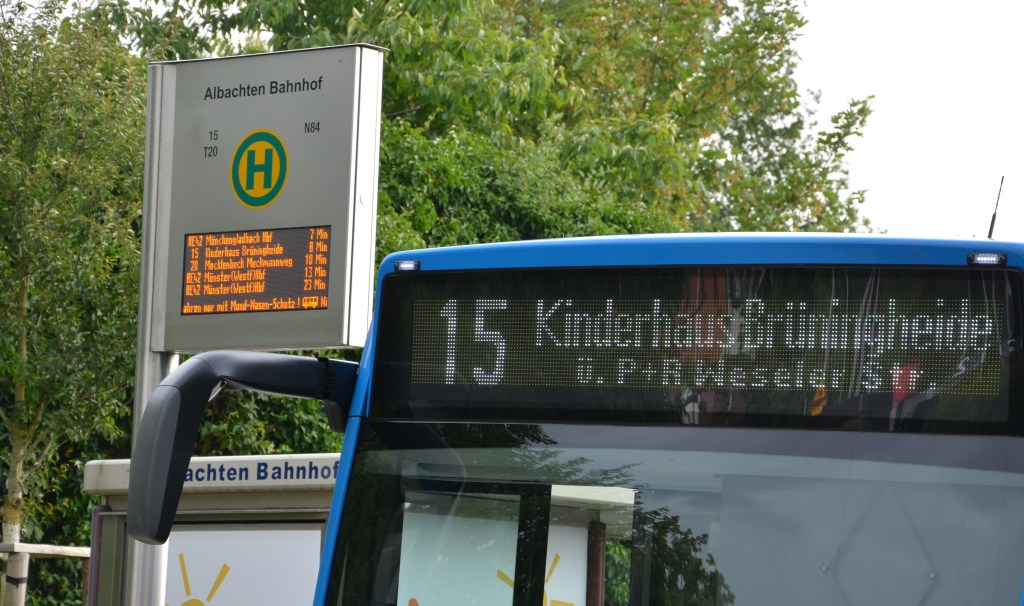 Albachten Bahnhof
15 N84
T20
H
RE42 Mönchengladbach Hbf 7 Min
15 Kinderhaus Brüningheide 8 Min
20 Mecklenbeck Meckmannweg 10 Min
RE42 Münster(Westf)Hbf 13 Min
RE42 Münster(Westf)Hbf 23 Min
ahren nur mit Mund-Nasen-Schutz ! Ni
15 Kinderhaus Brüningheide
Ü. P+R Weseler Str.
achten Bahnhof